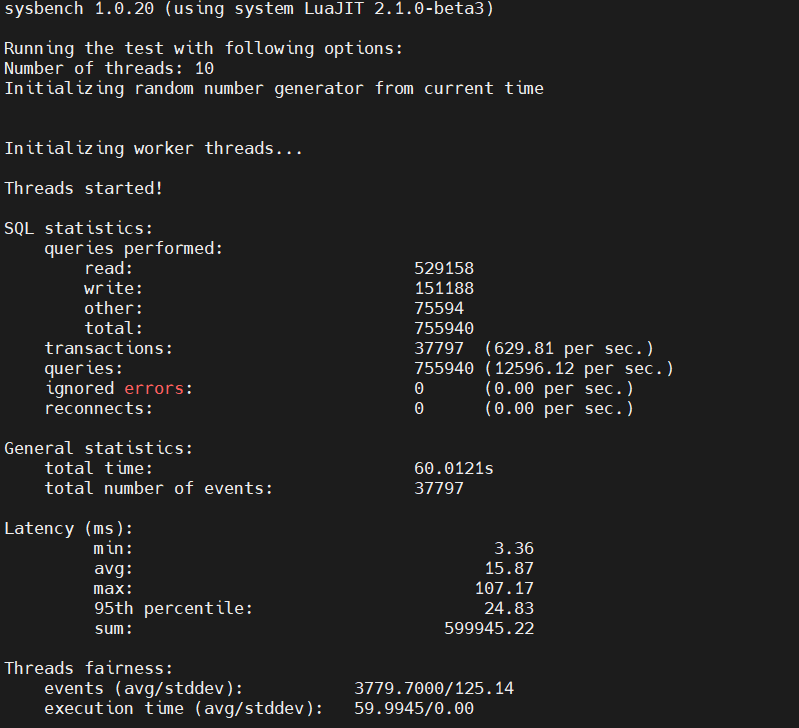 sysbench 1.0.20 (using system LuaJIT 2.1.0-beta3)
Running the test with following options:
Number of threads: 10
Initializing random number generator from current time
Initializing worker threads...
Threads started!
SQL statistics:
queries performed:
read: 529158
write: 151188
other: 75594
total: 755940
transactions: 37797 (629.81 per sec.)
queries: 755940 (12596.12 per sec.)
ignored errors: 0 (0.00 per sec.)
reconnects: 0 (0.00 per sec.)
General statistics:
total time: 60.0121s
total number of events: 37797
Latency (ms):
min: 3.36
avg: 15.87
max: 107.17
95th percentile: 24.83
sum: 599945.22
Threads fairness:
events (avg/stddev): 3779.7000/125.14
execution time (avg/stddev): 59.9945/0.00